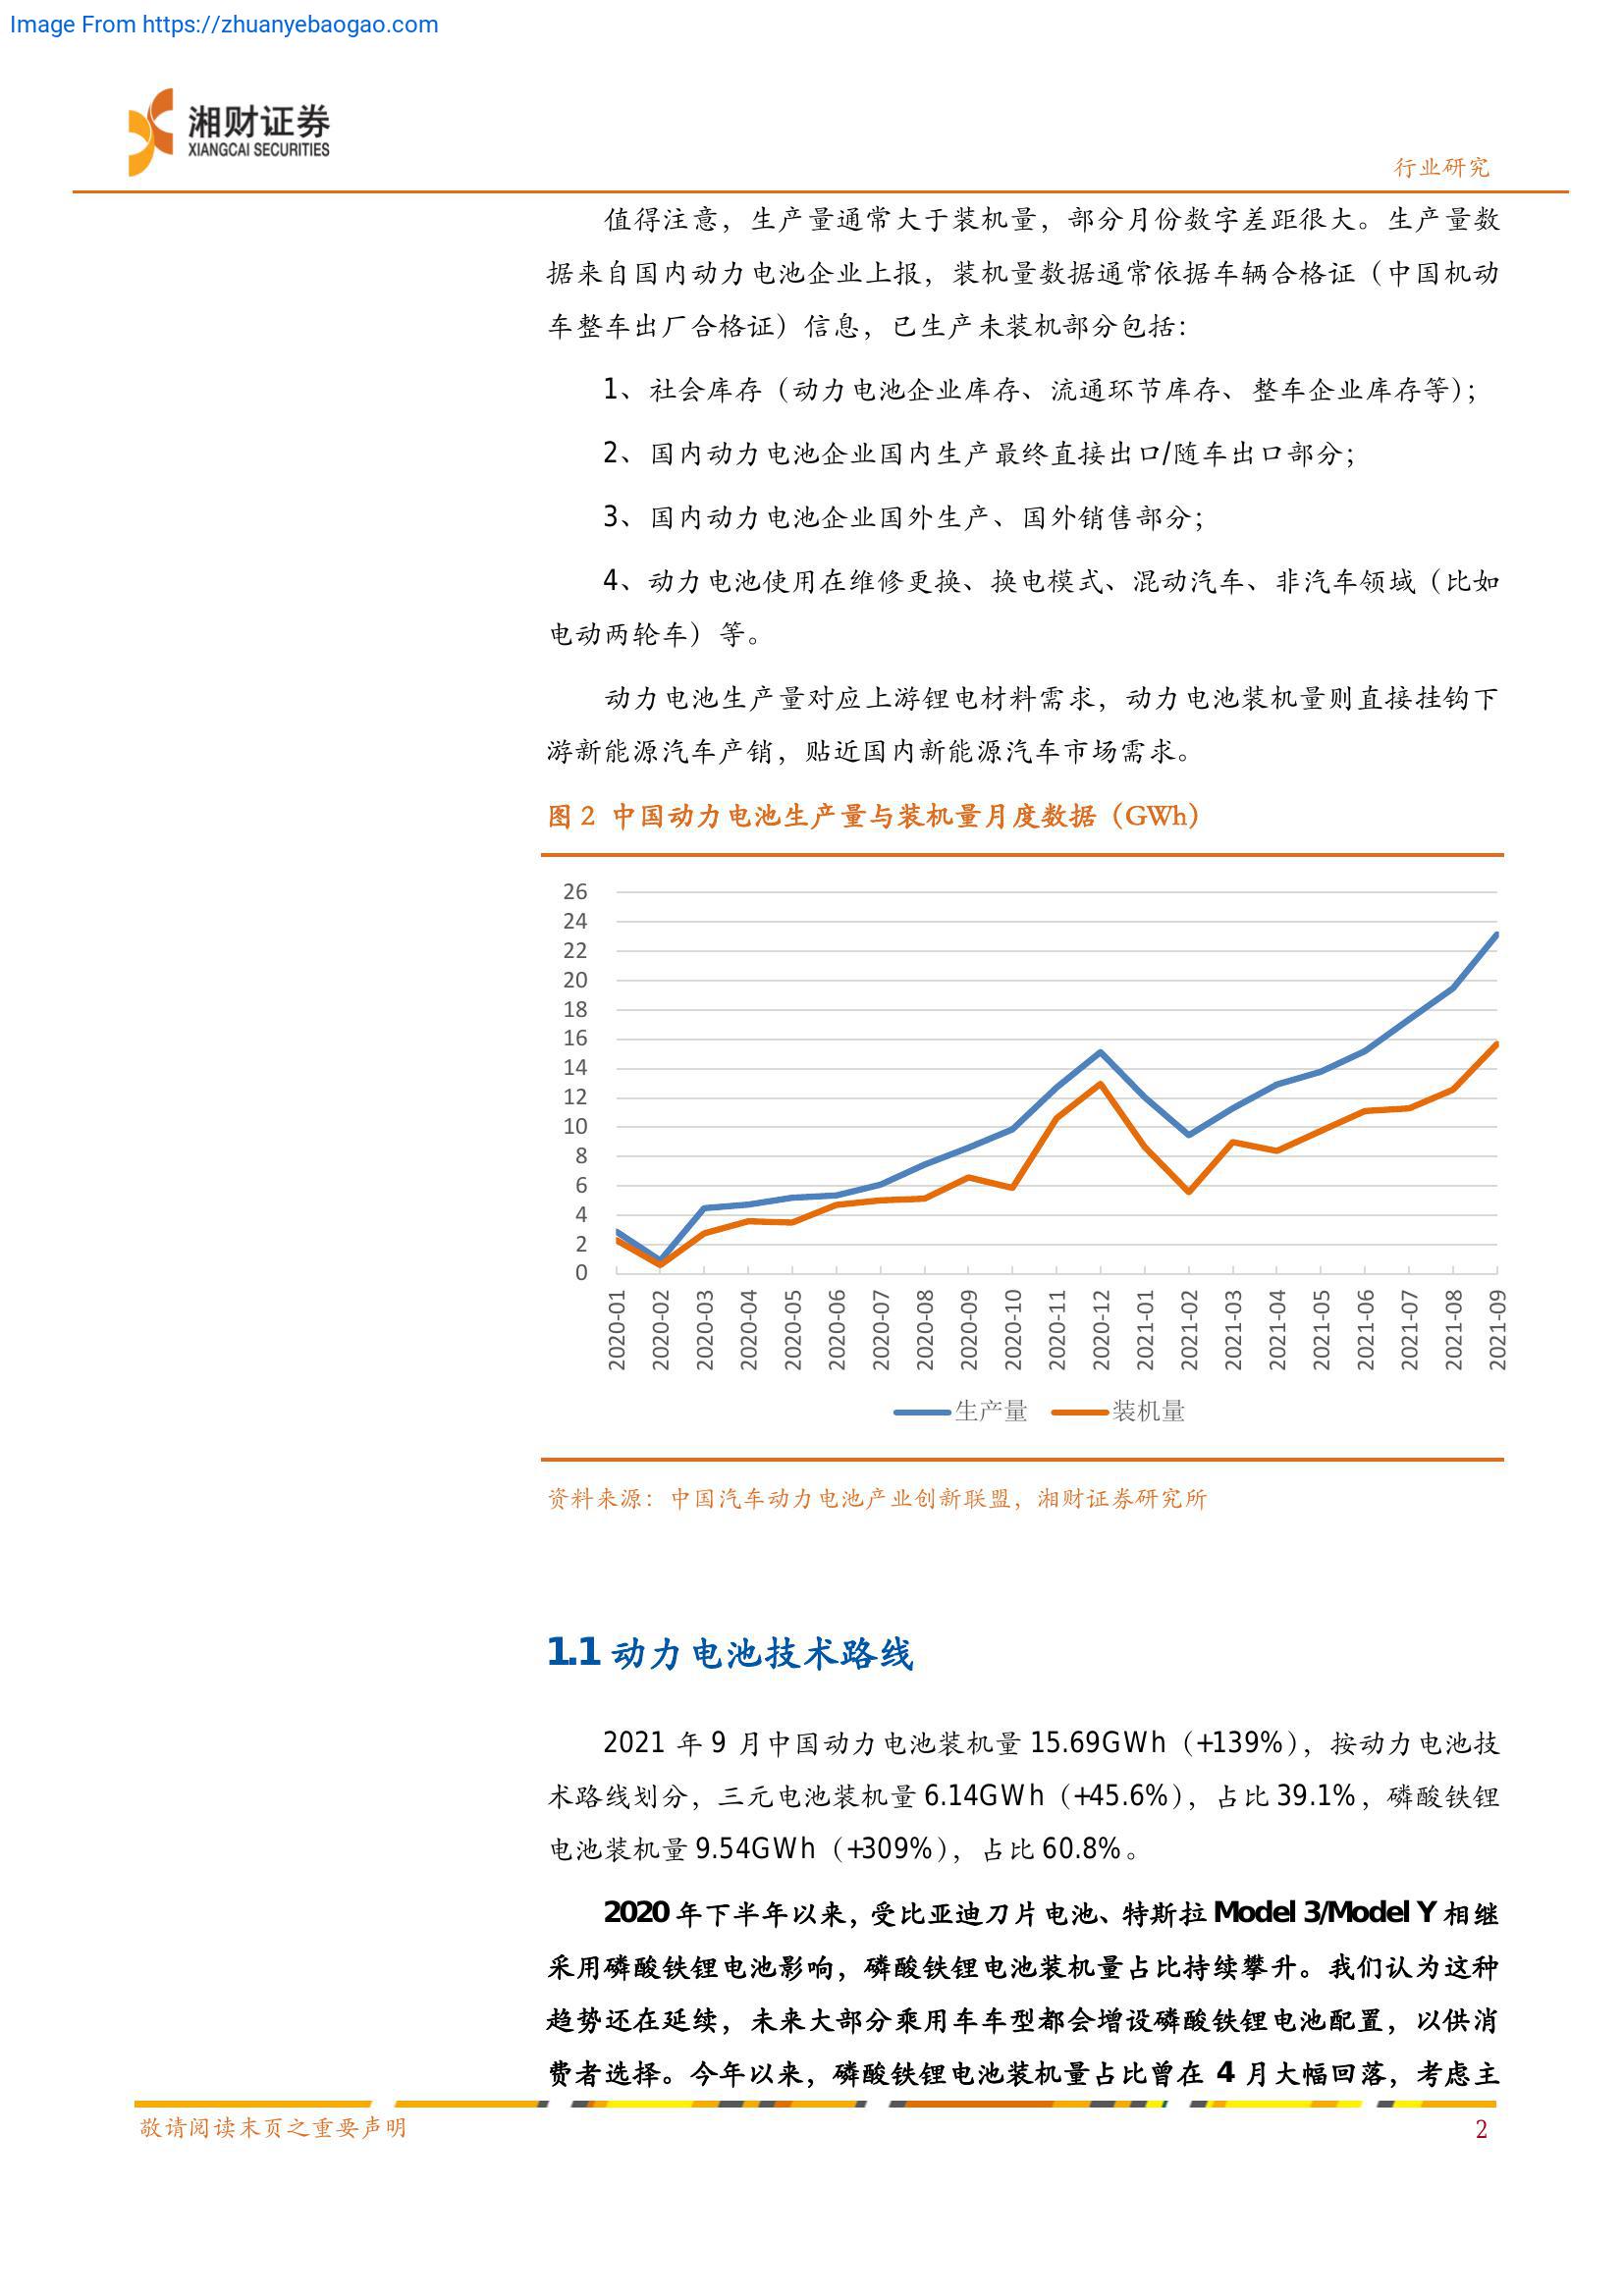 Image From https://zhuanyebaogao.com
湘财证券
XIANGCAI SECURITIES
行业研究
值得注意，生产量通常大于装机量，部分月份数字差距很大。生产量数
据来自国内动力电池企业上报，装机量数据通常依据车辆合格证（中国机动
车整车出厂合格证）信息，已生产未装机部分包括：
1、社会库存（动力电池企业库存、流通环节库存、整车企业库存等）；
2、国内动力电池企业国内生产最终直接出口/随车出口部分；
3、国内动力电池企业国外生产、国外销售部分；
4、动力电池使用在维修更换、换电模式、混动汽车、非汽车领域（比如
电动两轮车）等。
动力电池生产量对应上游锂电材料需求，动力电池装机量则直接挂钩下
游新能源汽车产销，贴近国内新能源汽车市场需求。
图 2 中国动力电池生产量与装机量月度数据（GWh）
26
24
22
20
18
16
14
12
10
8
6
4
2
0
2020-01
2020-02
2020-03
2020-04
2020-05
2020-06
2020-07
2020-08
2020-09
2020-10
2020-11
2020-12
2021-01
2021-02
2021-03
2021-04
2021-05
2021-06
2021-07
2021-08
2021-09
生产量 装机量
资料来源：中国汽车动力电池产业创新联盟，湘财证券研究所
1.1 动力电池技术路线
2021 年 9 月中国动力电池装机量 15.69GWh（+139%），按动力电池技
术路线划分，三元电池装机量 6.14GWh（+45.6%），占比 39.1%，磷酸铁锂
电池装机量 9.54GWh（+309%），占比 60.8%。
2020 年下半年以来，受比亚迪刀片电池、特斯拉 Model 3/Model Y 相继
采用磷酸铁锂电池影响，磷酸铁锂电池装机量占比持续攀升。我们认为这种
趋势还在延续，未来大部分乘用车车型都会增设磷酸铁锂电池配置，以供消
费者选择。今年以来，磷酸铁锂电池装机量占比曾在 4 月大幅回落，考虑主
敬请阅读末页之重要声明
2